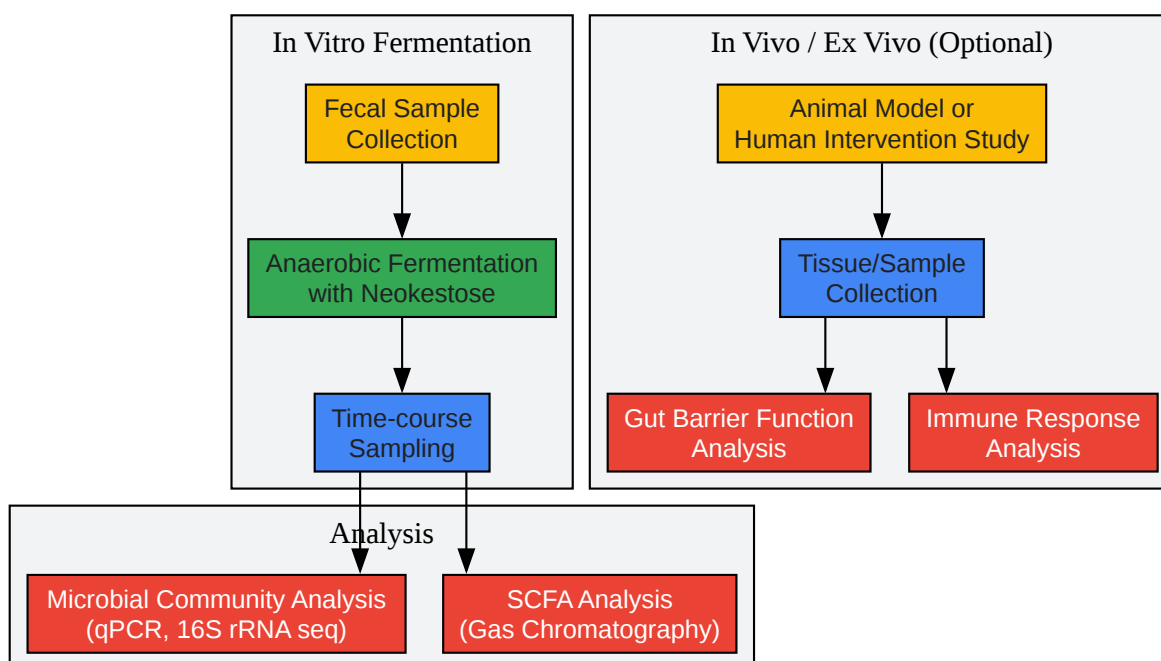 In Vitro Fermentation
Fecal Sample
Collection
Anaerobic Fermentation
with Neokestose
Time-course
Sampling
In Vivo / Ex Vivo (Optional)
Animal Model or
Human Intervention Study
Tissue/Sample
Collection
Gut Barrier Function
Analysis
Immune Response
Analysis
Analysis
Microbial Community Analysis
(qPCR, 16S rRNA seq)
SCFA Analysis
(Gas Chromatography)